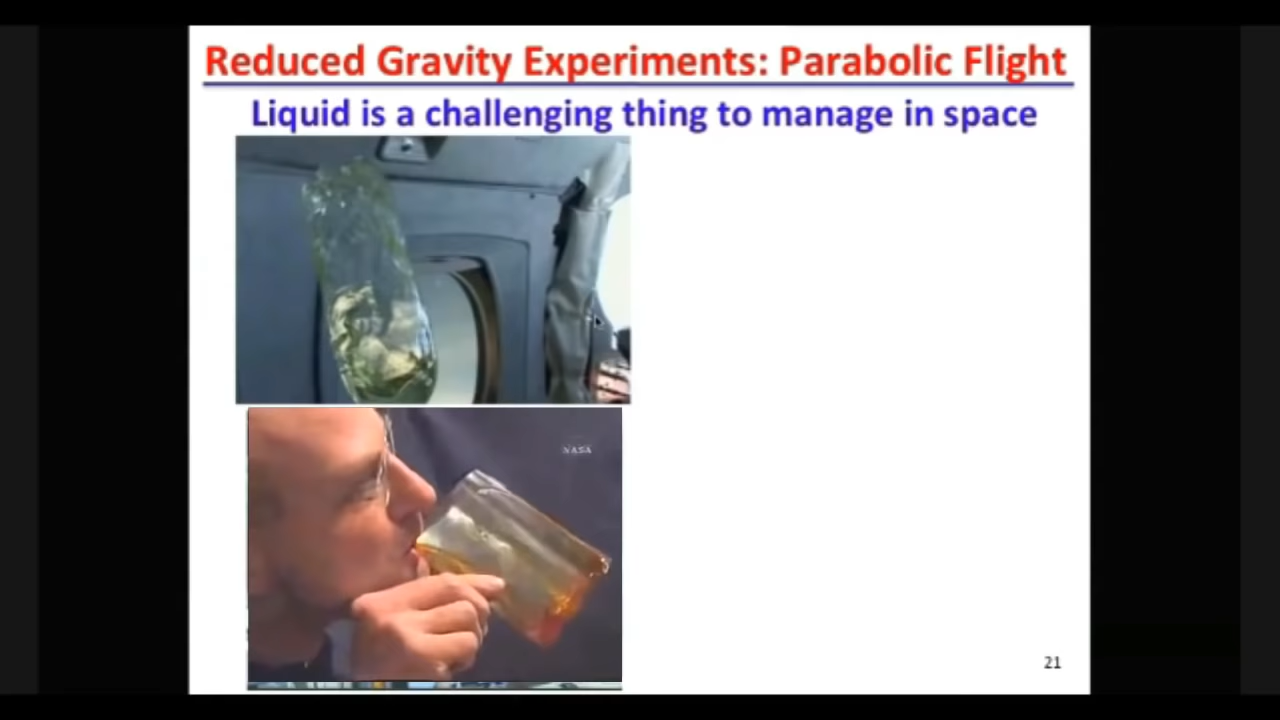 Reduced Gravity Experiments: Parabolic Flight
Liquid is a challenging thing to manage in space
NASA
21